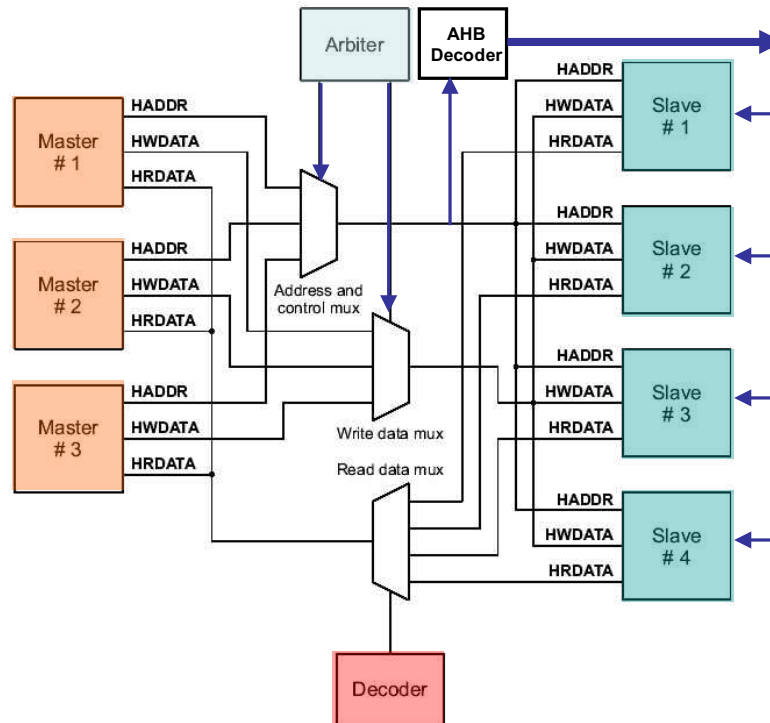 Arbiter
AHB
Decoder
Master
# 1
HADDR
HWDATA
HRDATA
Master
# 2
HADDR
HWDATA
HRDATA
Master
# 3
HADDR
HWDATA
HRDATA
Address and
control mux
Write data mux
Read data mux
HADDR
HWDATA
HRDATA
Slave
# 1
HADDR
HWDATA
HRDATA
Slave
# 2
HADDR
HWDATA
HRDATA
Slave
# 3
HADDR
HWDATA
HRDATA
Slave
# 4
Decoder